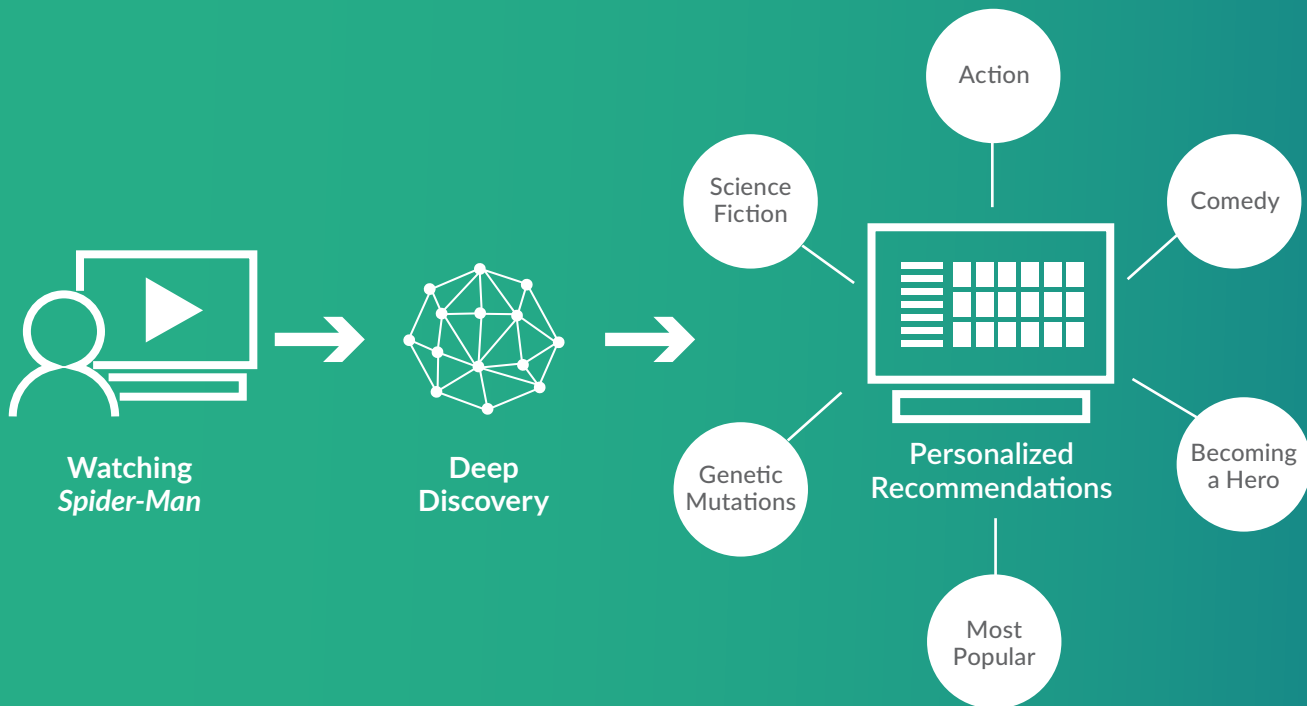 Watching
Spider-Man
Deep
Discovery
Personalized
Recommendations
Action
Comedy
Becoming
a Hero
Most
Popular
Genetic
Mutations
Science
Fiction